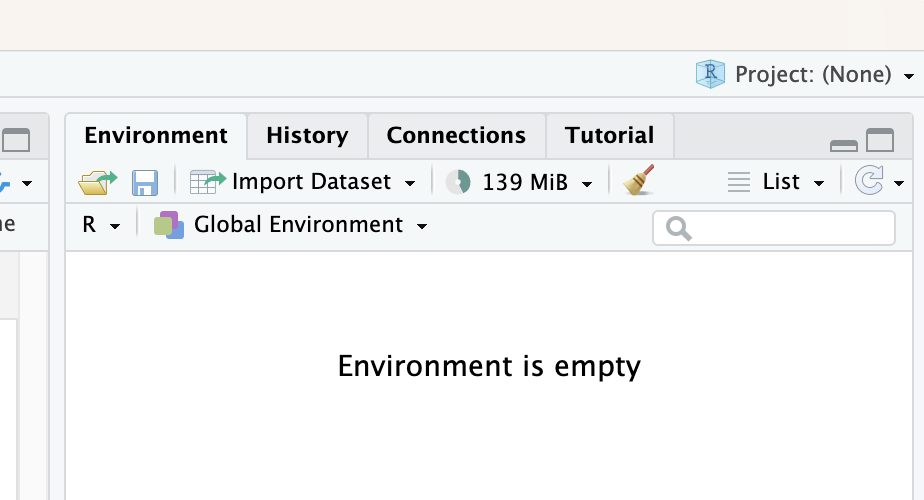 Project: (None)
Environment History Connections Tutorial
Import Dataset 139 MiB List
R Global Environment
Environment is empty